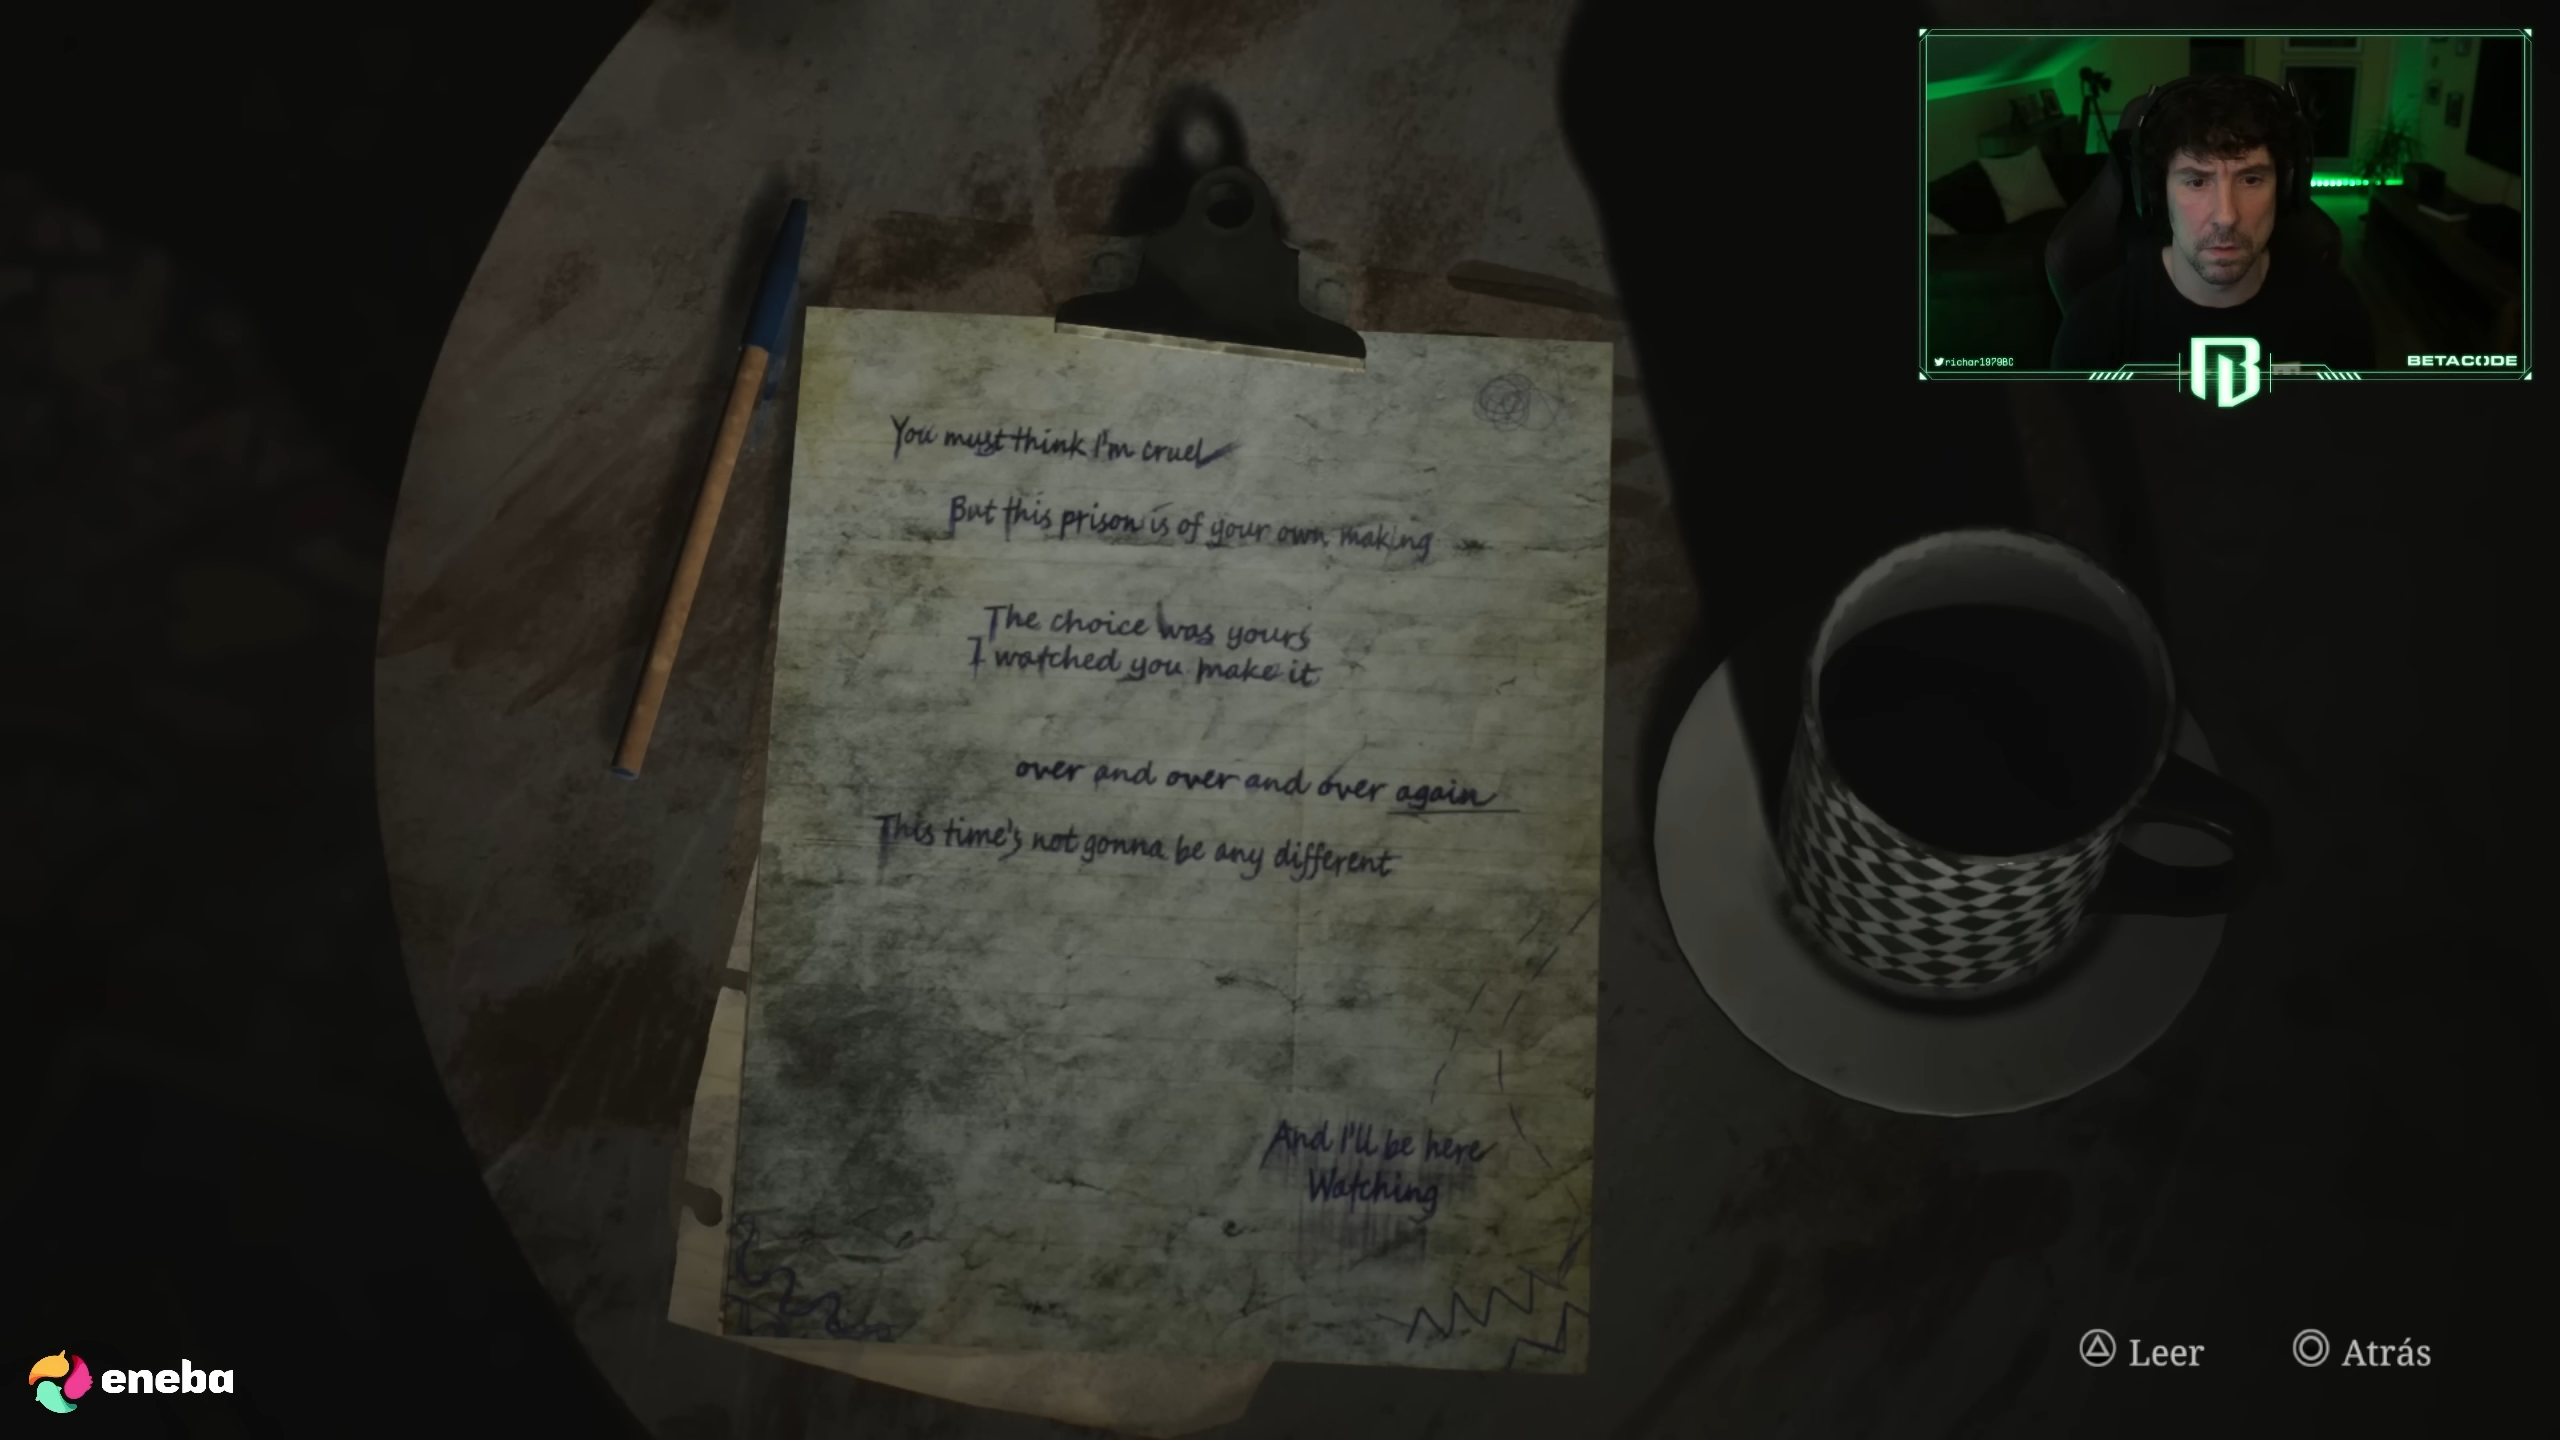 You must think I'm cruel
But this prison is of your own making
The choice was yours
I watched you make it
over and over and over again
This time's not gonna be any different
And I'll be here
Watching
richar1979BC
BETACODE
eneba
Leer
Atrás